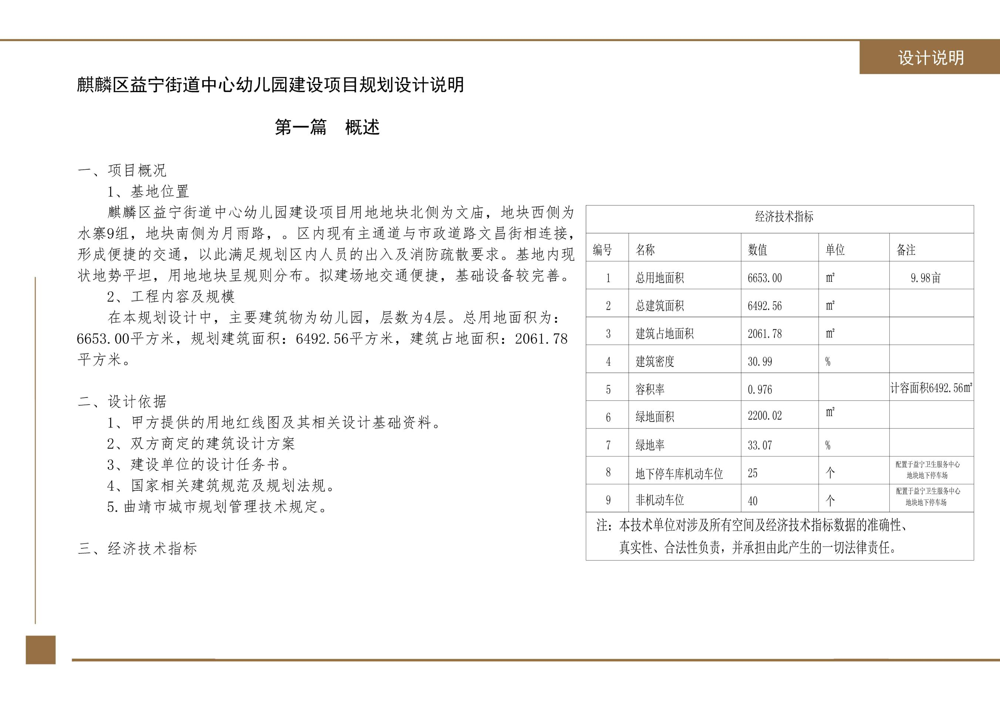 设计说明
麒麟区益宁街道中心幼儿园建设项目规划设计说明
第一篇 概述
一、项目概况
1、基地位置
麒麟区益宁街道中心幼儿园建设项目用地地块北侧为文庙，地块西侧为
水寨9组，地块南侧为月雨路，。区内现有主通道与市政道路文昌街相连接，
形成便捷的交通，以此满足规划区内人员的出入及消防疏散要求。基地内现
状地势平坦，用地地块呈规则分布。拟建场地交通便捷，基础设备较完善。
2、工程内容及规模
在本规划设计中，主要建筑物为幼儿园，层数为4层。总用地面积为：
6653.00平方米，规划建筑面积：6492.56平方米，建筑占地面积：2061.78
平方米。
二、设计依据
1、甲方提供的用地红线图及其相关设计基础资料。
2、双方商定的建筑设计方案
3、建设单位的设计任务书。
4、国家相关建筑规范及规划法规。
5.曲靖市城市规划管理技术规定。
三、经济技术指标
经济技术指标
编号 名称 数值 单位 备注
1 总用地面积 6653.00 m² 9.98亩
2 总建筑面积 6492.56 m²
3 建筑占地面积 2061.78 m²
4 建筑密度 30.99 %
5 容积率 0.976 计容面积6492.56m²
6 绿地面积 2200.02 m²
7 绿地率 33.07 %
8 地下停车库机动车位 25 个 配置于益宁卫生服务中心
地块地下停车场
9 非机动车位 40 个 配置于益宁卫生服务中心
地块地下停车场
注：本技术单位对涉及所有空间及经济技术指标数据的准确性、
真实性、合法性负责，并承担由此产生的一切法律责任。